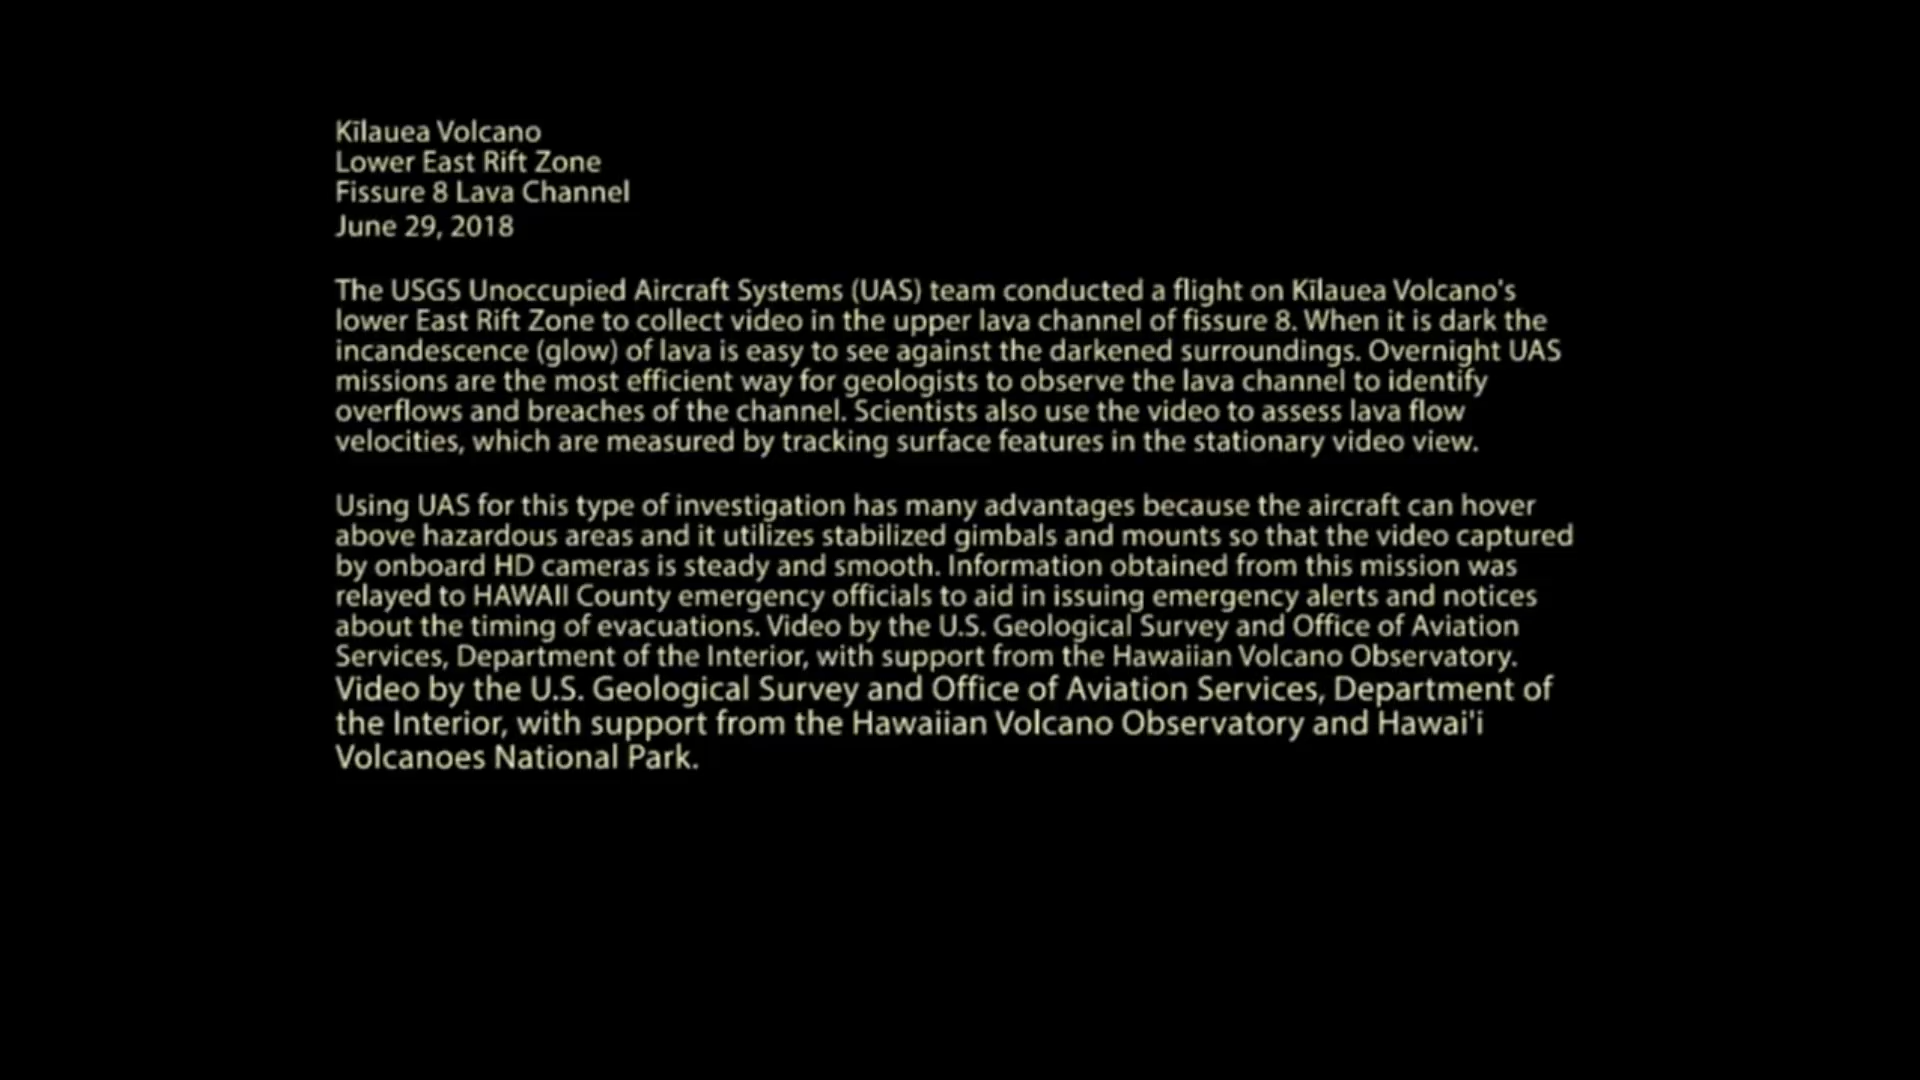 Kīlauea Volcano
Lower East Rift Zone
Fissure 8 Lava Channel
June 29, 2018
The USGS Unoccupied Aircraft Systems (UAS) team conducted a flight on Kīlauea Volcano's
lower East Rift Zone to collect video in the upper lava channel of fissure 8. When it is dark the
incandescence (glow) of lava is easy to see against the darkened surroundings. Overnight UAS
missions are the most efficient way for geologists to observe the lava channel to identify
overflows and breaches of the channel. Scientists also use the video to assess lava flow
velocities, which are measured by tracking surface features in the stationary video view.
Using UAS for this type of investigation has many advantages because the aircraft can hover
above hazardous areas and it utilizes stabilized gimbals and mounts so that the video captured
by onboard HD cameras is steady and smooth. Information obtained from this mission was
relayed to HAWAII County emergency officials to aid in issuing emergency alerts and notices
about the timing of evacuations. Video by the U.S. Geological Survey and Office of Aviation
Services, Department of the Interior, with support from the Hawaiian Volcano Observatory.
Video by the U.S. Geological Survey and Office of Aviation Services, Department of
the Interior, with support from the Hawaiian Volcano Observatory and Hawai'i
Volcanoes National Park.